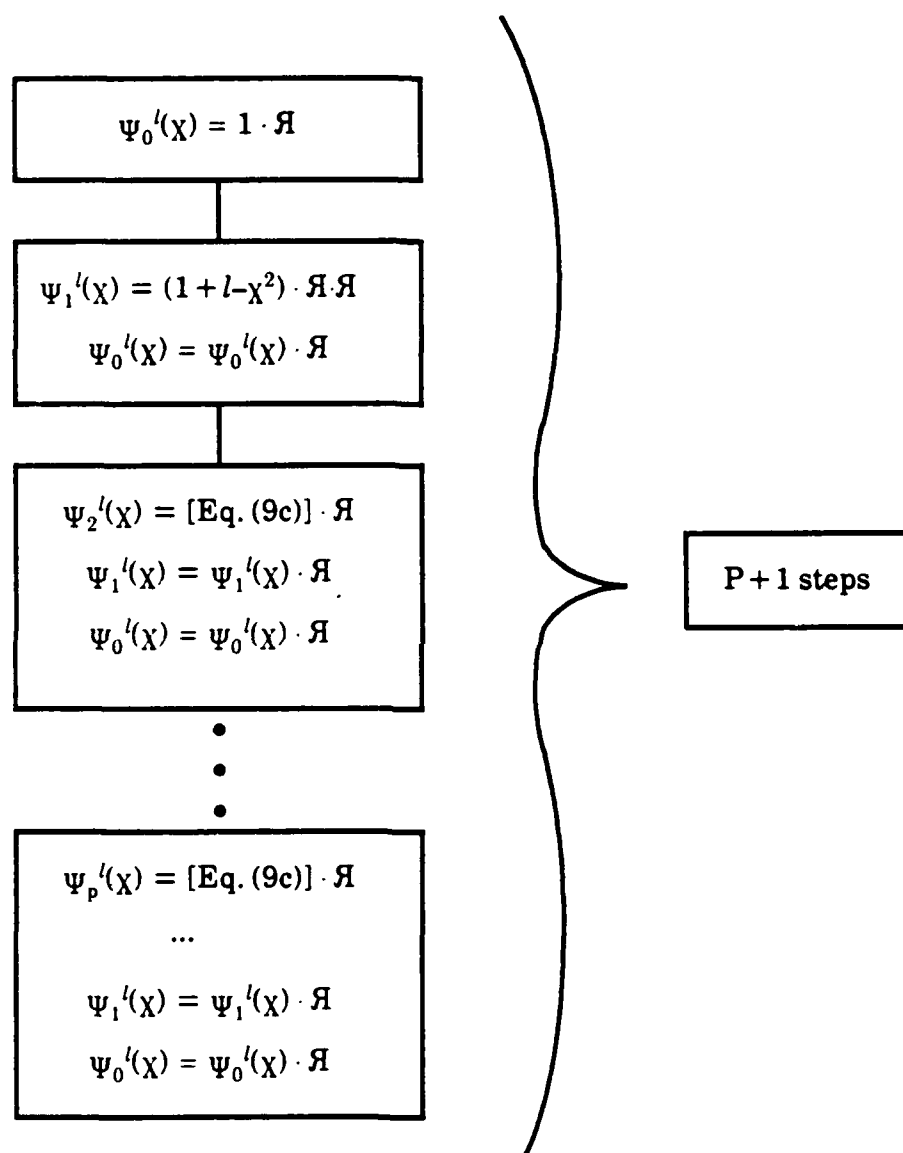 Ψ₀ˡ(χ) = 1 · Я
Ψ₁ˡ(χ) = (1 + l–χ²) · Я·Я
Ψ₀ˡ(χ) = Ψ₀ˡ(χ) · Я
Ψ₂ˡ(χ) = [Eq. (9c)] · Я
Ψ₁ˡ(χ) = Ψ₁ˡ(χ) · Я
Ψ₀ˡ(χ) = Ψ₀ˡ(χ) · Я
P + 1 steps
Ψₚˡ(χ) = [Eq. (9c)] · Я
...
Ψ₁ˡ(χ) = Ψ₁ˡ(χ) · Я
Ψ₀ˡ(χ) = Ψ₀ˡ(χ) · Я